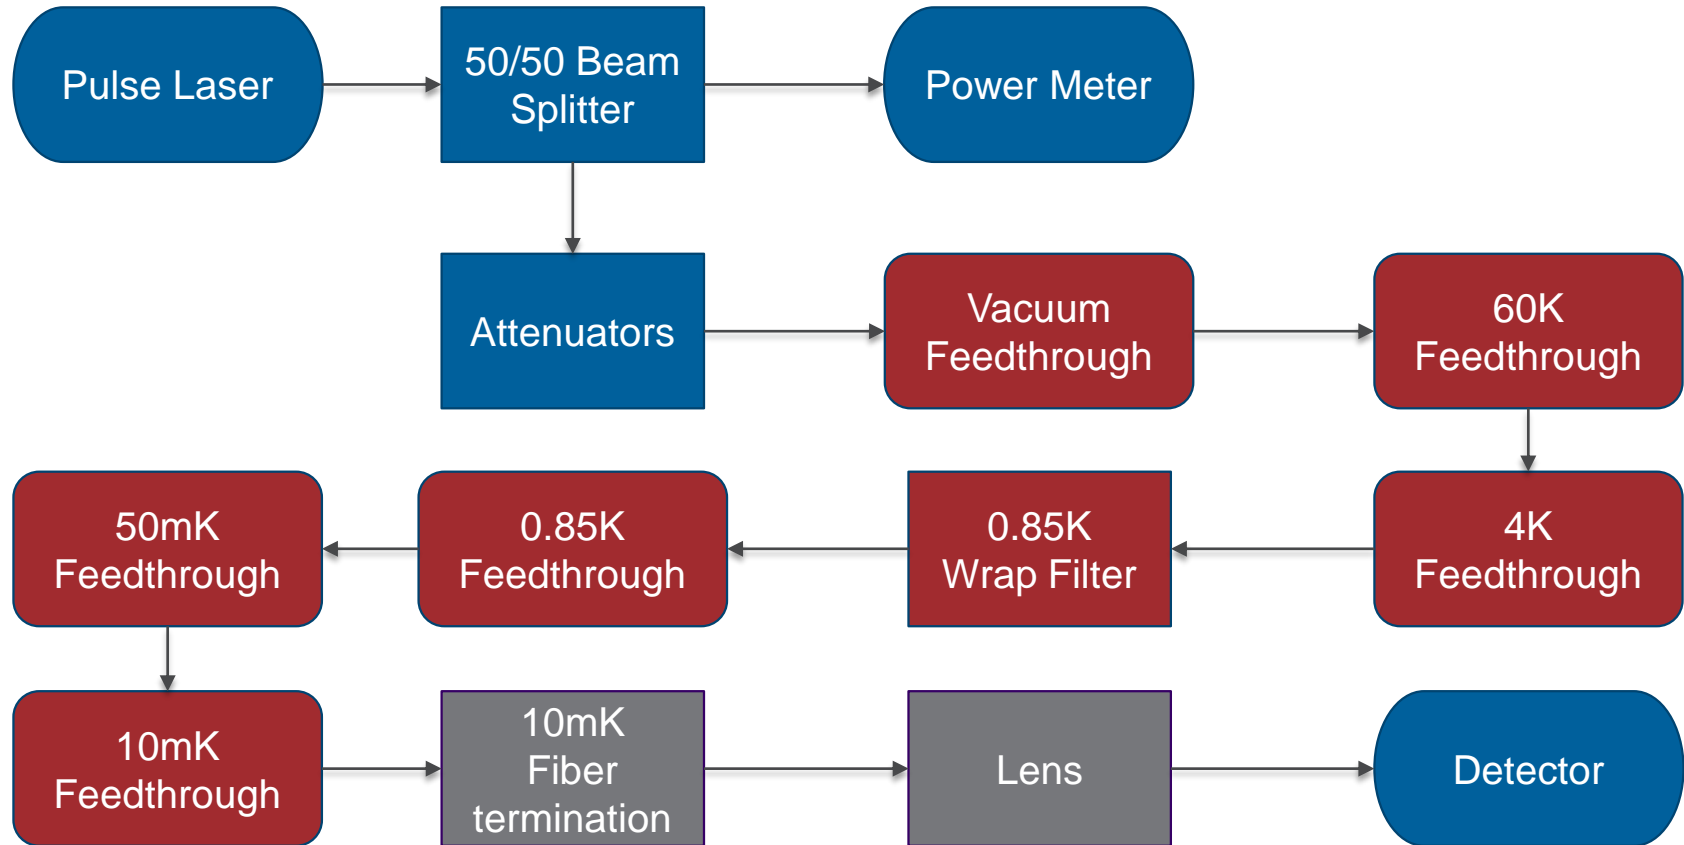 Pulse Laser
50/50 Beam
Splitter
Power Meter
Attenuators
Vacuum
Feedthrough
60K
Feedthrough
4K
Feedthrough
0.85K
Wrap Filter
0.85K
Feedthrough
50mK
Feedthrough
10mK
Feedthrough
10mK
Fiber
termination
Lens
Detector